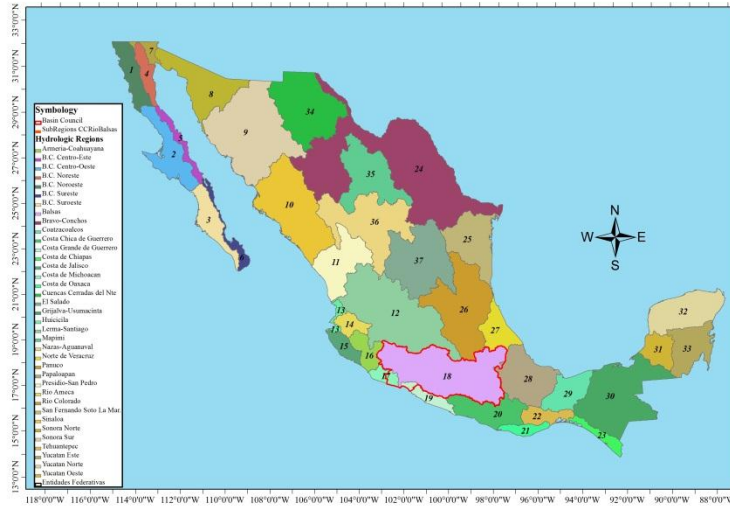 33°0'0"N
31°0'0"N
29°0'0"N
27°0'0"N
25°0'0"N
23°0'0"N
21°0'0"N
19°0'0"N
17°0'0"N
15°0'0"N
13°0'0"N
Symbology
Basin Council
SubRegions CCRioBalsas
Hydrologic Regions
Armeria-Coahuayana
B.C. Centro-Este
B.C. Centro-Oeste
B.C. Noreste
B.C. Noroeste
B.C. Sureste
B.C. Suroeste
Balsas
Bravo-Conchos
Coatzacoalcos
Costa Chica de Guerrero
Costa Grande de Guerrero
Costa de Chiapas
Costa de Jalisco
Costa de Michoacan
Costa de Oaxaca
Cuencas Cerradas del Nte
El Salado
Grijalva-Usumacinta
Huicicila
Lerma-Santiago
Mapimi
Nazas-Aguanaval
Norte de Veracruz
Panuco
Papaloapan
Presidio-San Pedro
Rio Ameca
Rio Colorado
San Fernando Soto La Mar
Sinaloa
Sonora Norte
Sonora Sur
Tehuantepec
Yucatan Este
Yucatan Norte
Yucatan Oeste
Entidades Federativas
1
4
7
8
9
34
24
5
2
35
3
10
36
25
6
11
37
N
W E
S
12
26
13
14
27
13
15
16
18
28
32
31
33
17
19
20
22
21
29
30
23
118°0'0"W 116°0'0"W 114°0'0"W 112°0'0"W 110°0'0"W 108°0'0"W 106°0'0"W 104°0'0"W 102°0'0"W 100°0'0"W 98°0'0"W 96°0'0"W 94°0'0"W 92°0'0"W 90°0'0"W 88°0'0"W